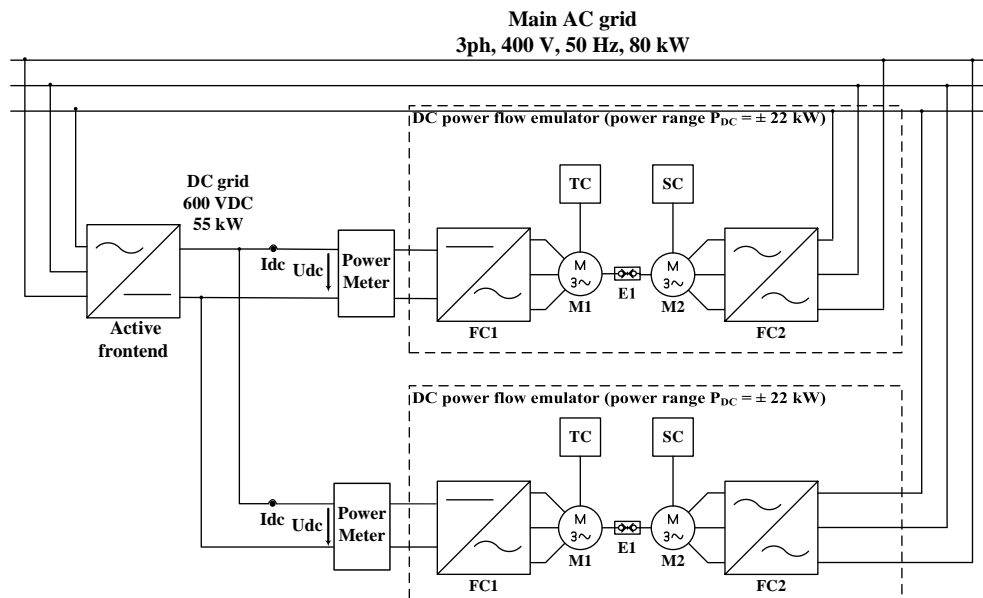 Main AC grid
3ph, 400 V, 50 Hz, 80 kW
DC power flow emulator (power range PDC = ± 22 kW)
DC grid
600 VDC
55 kW
TC
SC
Idc
Udc
Power
Meter
M
3~
M
3~
E1
M1
M2
FC1
FC2
Active
frontend
DC power flow emulator (power range PDC = ± 22 kW)
TC
SC
Idc
Udc
Power
Meter
M
3~
M
3~
E1
M1
M2
FC1
FC2